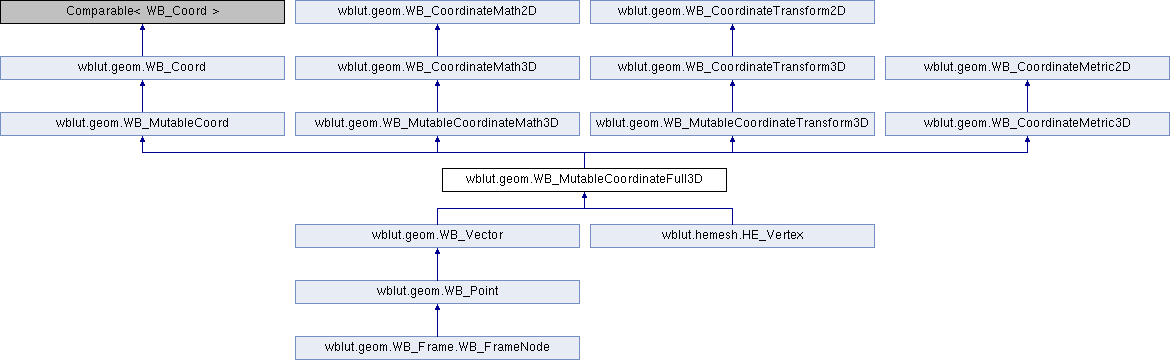 Comparable< WB_Coord >
wblut.geom.WB_CoordinateMath2D
wblut.geom.WB_CoordinateTransform2D
wblut.geom.WB_Coord
wblut.geom.WB_CoordinateMath3D
wblut.geom.WB_CoordinateTransform3D
wblut.geom.WB_CoordinateMetric2D
wblut.geom.WB_MutableCoord
wblut.geom.WB_MutableCoordinateMath3D
wblut.geom.WB_MutableCoordinateTransform3D
wblut.geom.WB_CoordinateMetric3D
wblut.geom.WB_MutableCoordinateFull3D
wblut.geom.WB_Vector
wblut.hemesh.HE_Vertex
wblut.geom.WB_Point
wblut.geom.WB_Frame.WB_FrameNode